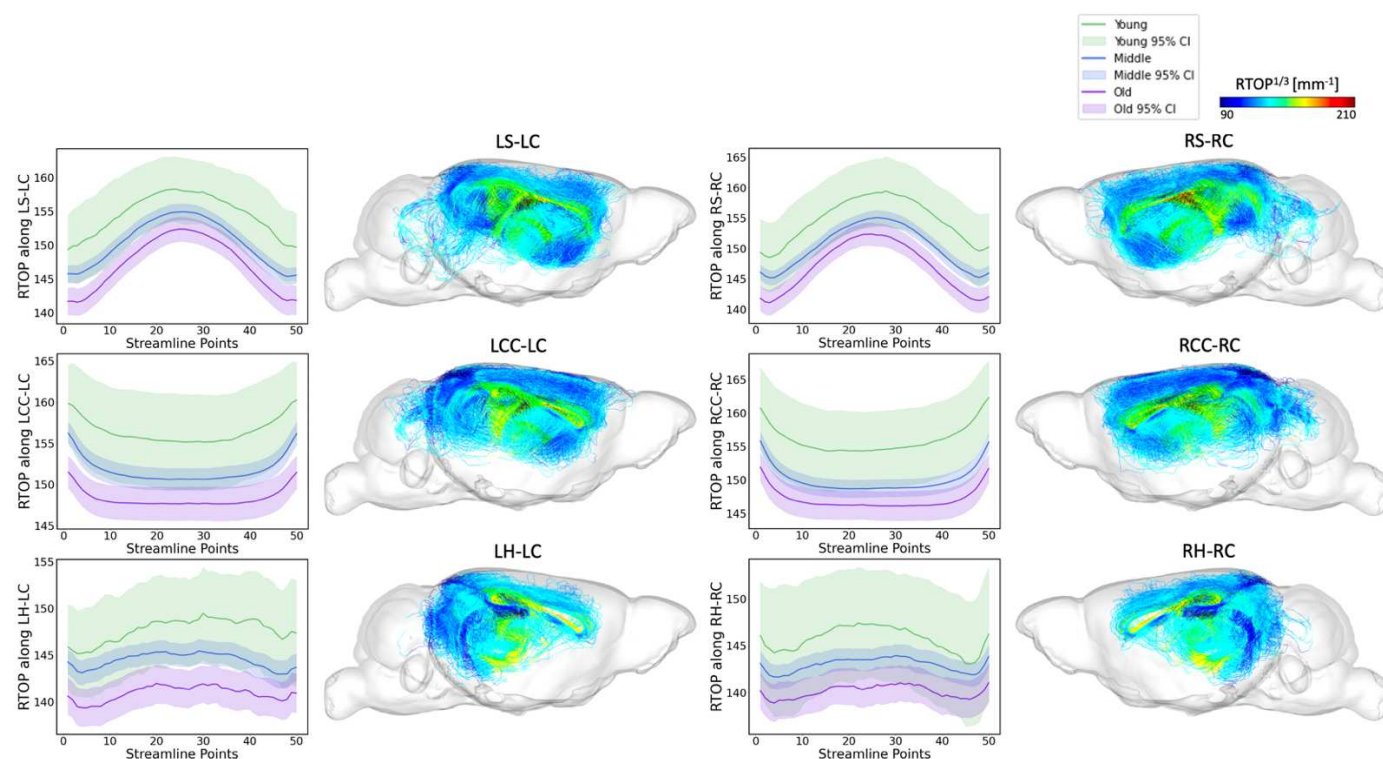 Young
Young 95% CI
Middle
Middle 95% CI
Old
Old 95% CI
RTOP1/3 [mm-1]
90 210
LS-LC
RTOP along LS-LC
160
155
150
145
140
0 10 20 30 40 50
Streamline Points
RS-RC
RTOP along RS-RC
165
160
155
150
145
140
0 10 20 30 40 50
Streamline Points
LCC-LC
RTOP along LCC-LC
165
160
155
150
145
0 10 20 30 40 50
Streamline Points
RCC-RC
RTOP along RCC-RC
165
160
155
150
145
0 10 20 30 40 50
Streamline Points
LH-LC
RTOP along LH-LC
155
150
145
140
0 10 20 30 40 50
Streamline Points
RH-RC
RTOP along RH-RC
150
145
140
0 10 20 30 40 50
Streamline Points